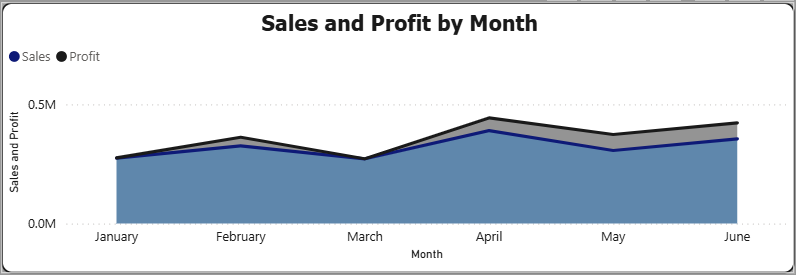 Sales and Profit by Month
Sales Profit
Sales and Profit
0.5M
0.0M
January February March April May June
Month